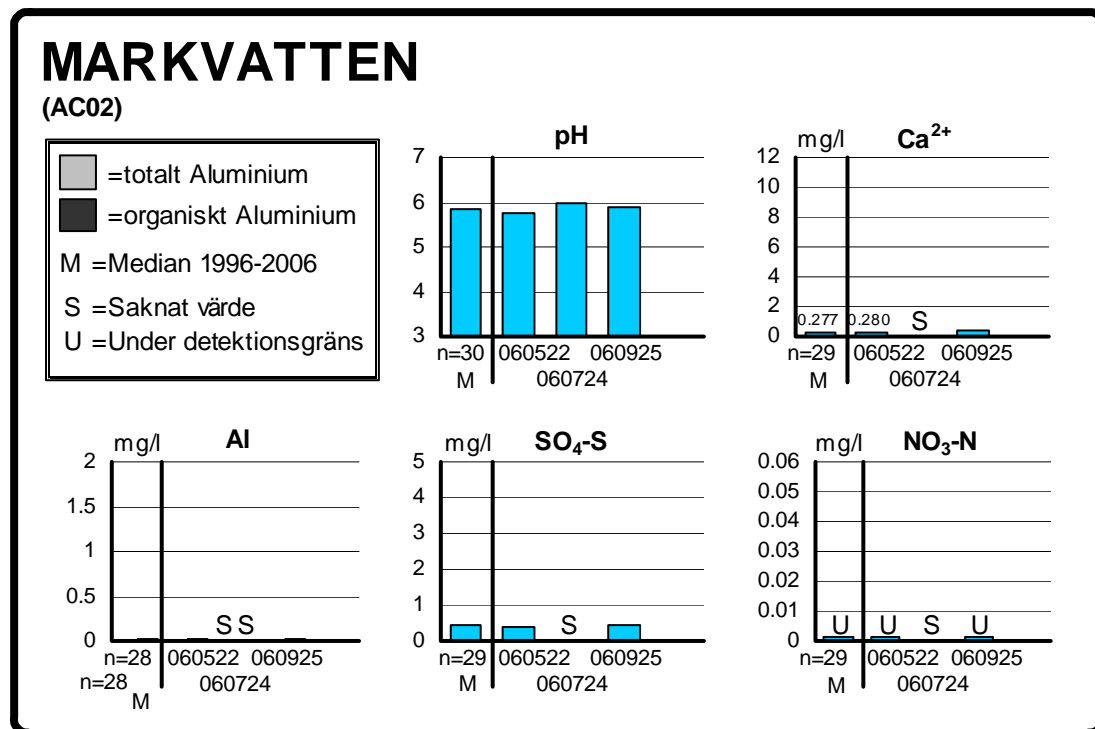 MARKVATTEN
(AC02)
=totalt Aluminium
=organiskt Aluminium
M =Median 1996-2006
S =Saknat värde
U =Under detektionsgräns
pH
7
6
5
4
3
n=30 060522 060925
M 060724
mg/l Ca²⁺
12
10
8
6
4
2
0
0.277 0.280 S
n=29 060522 060925
M 060724
mg/l Al
2
1.5
1
0.5
0
S S
n=28 060522 060925
n=28 060724
M
mg/l SO₄-S
5
4
3
2
1
0
S
n=29 060522 060925
M 060724
mg/l NO₃-N
0.06
0.05
0.04
0.03
0.02
0.01
0
U U S U
n=29 060522 060925
M 060724